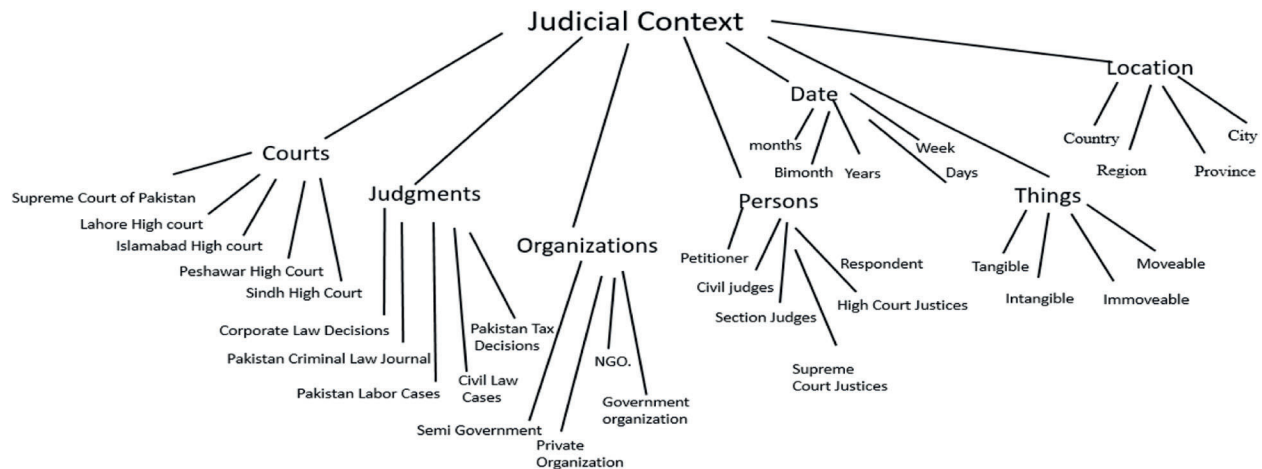 Judicial Context
Courts
Supreme Court of Pakistan
Lahore High court
Islamabad High court
Peshawar High Court
Sindh High Court
Judgments
Corporate Law Decisions
Pakistan Criminal Law Journal
Pakistan Labor Cases
Civil Law
Cases
Pakistan Tax
Decisions
Organizations
Semi Government
Private
Organization
NGO.
Government
organization
Persons
Petitioner
Civil judges
Section Judges
Supreme
Court Justices
High Court Justices
Respondent
Date
months
Bimonth
Years
Days
Week
Things
Tangible
Intangible
Immoveable
Moveable
Location
Country
Region
Province
City